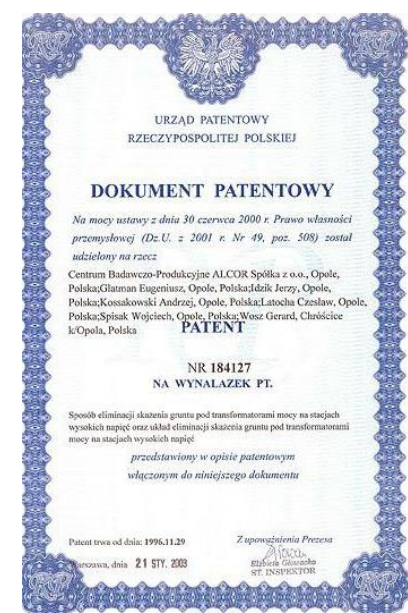 URZĄD PATENTOWY
RZECZYPOSPOLITEJ POLSKIEJ
DOKUMENT PATENTOWY
Na mocy ustawy z dnia 30 czerwca 2000 r. Prawo własności
przemysłowej (Dz.U. z 2001 r. Nr 49, poz. 508) został
udzielony na rzecz
Centrum Badawczo-Produkcyjne ALCOR Spółka z o.o., Opole,
Polska;Glatman Eugeniusz, Opole, Polska;Idzik Jerzy, Opole,
Polska;Kossakowski Andrzej, Opole, Polska;Latocha Czesław, Opole,
Polska;Spisak Wojciech, Opole, Polska;Wosz Gerard, Chróścice
k/Opola, Polska
PATENT
NR 184127
NA WYNALAZEK PT.
Sposób eliminacji skażenia gruntu pod transformatorami mocy na stacjach
wysokich napięć oraz układ eliminacji skażenia gruntu pod transformatorami
mocy na stacjach wysokich napięć
przedstawiony w opisie patentowym
włączonym do niniejszego dokumentu
Patent trwa od dnia: 1996.11.29
Z upoważnienia Prezesa
Elżbieta Głowacka
ST. INSPEKTOR
Warszawa, dnia 21 STY. 2003